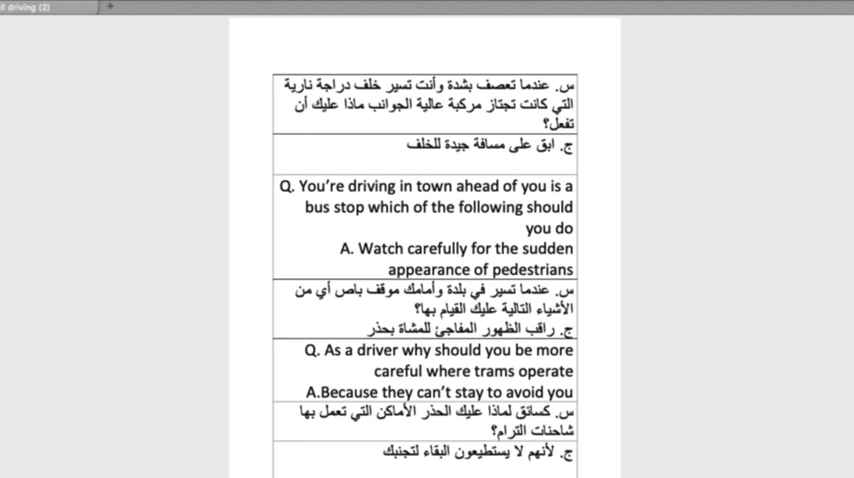 ll driving (2)
س. عندما تعصف بشدة وأنت تسير خلف دراجة نارية
التي كانت تجتاز مركبة عالية الجوانب ماذا عليك أن
تفعل؟
ج. ابق على مسافة جيدة للخلف
Q. You're driving in town ahead of you is a
bus stop which of the following should
you do
A. Watch carefully for the sudden
appearance of pedestrians
س. عندما تسير في بلدة وأمامك موقف باص أي من
الأشياء التالية عليك القيام بها؟
ج. راقب الظهور المفاجئ للمشاة بحذر
Q. As a driver why should you be more
careful where trams operate
A.Because they can't stay to avoid you
س. كسائق لماذا عليك الحذر الأماكن التي تعمل بها
شاحنات الترام؟
ج. لأنهم لا يستطيعون البقاء لتجنبك